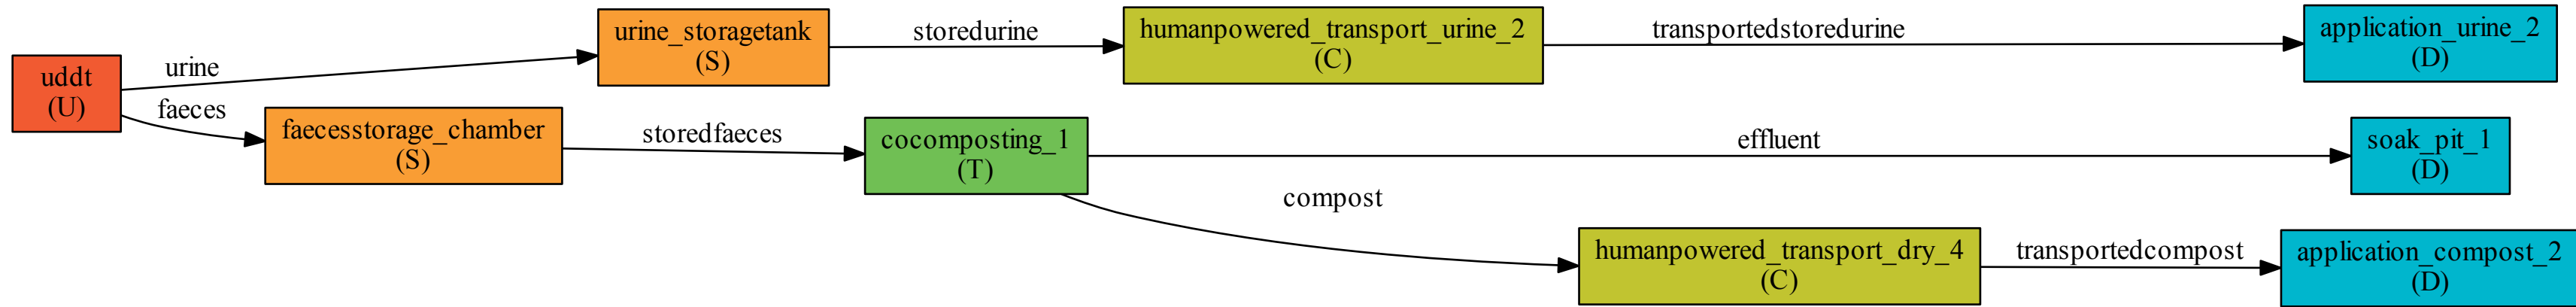 uddt
(U)
urine
faeces
urine_storagetank
(S)
storedurine
humanpowered_transport_urine_2
(C)
transportedstoredurine
application_urine_2
(D)
faecesstorage_chamber
(S)
storedfaeces
cocomposting_1
(T)
effluent
soak_pit_1
(D)
compost
humanpowered_transport_dry_4
(C)
transportedcompost
application_compost_2
(D)